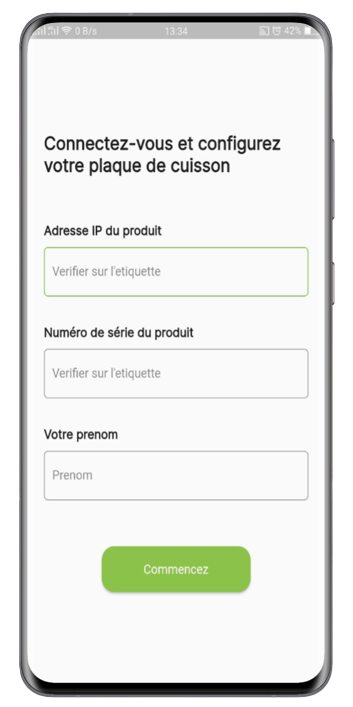 0 B/s 13:34 42%
Connectez-vous et configurez
votre plaque de cuisson
Adresse IP du produit
Verifier sur l'etiquette
Numéro de série du produit
Verifier sur l'etiquette
Votre prenom
Prenom
Commencez